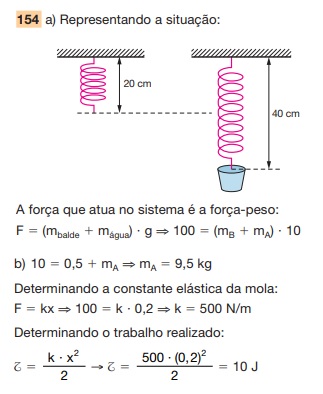 154 a) Representando a situação:
20 cm
40 cm
A força que atua no sistema é a força-peso:
F = (m_balde + m_água) · g ⇒ 100 = (m_B + m_A) · 10
b) 10 = 0,5 + m_A ⇒ m_A = 9,5 kg
Determinando a constante elástica da mola:
F = kx ⇒ 100 = k · 0,2 ⇒ k = 500 N/m
Determinando o trabalho realizado:
ζ = k · x² / 2 → ζ = 500 · (0,2)² / 2 = 10 J